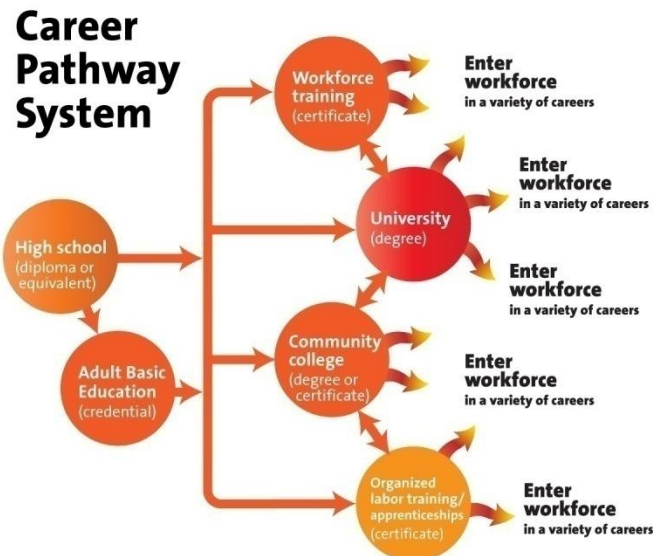 Career
Pathway
System
High school
(diploma or
equivalent)
Adult Basic
Education
(credential)
Workforce
training
(certificate)
Enter
workforce
in a variety of careers
University
(degree)
Enter
workforce
in a variety of careers
Enter
workforce
in a variety of careers
Community
college
(degree or
certificate)
Enter
workforce
in a variety of careers
Organized
labor training/
apprenticeships
(certificate)
Enter
workforce
in a variety of careers